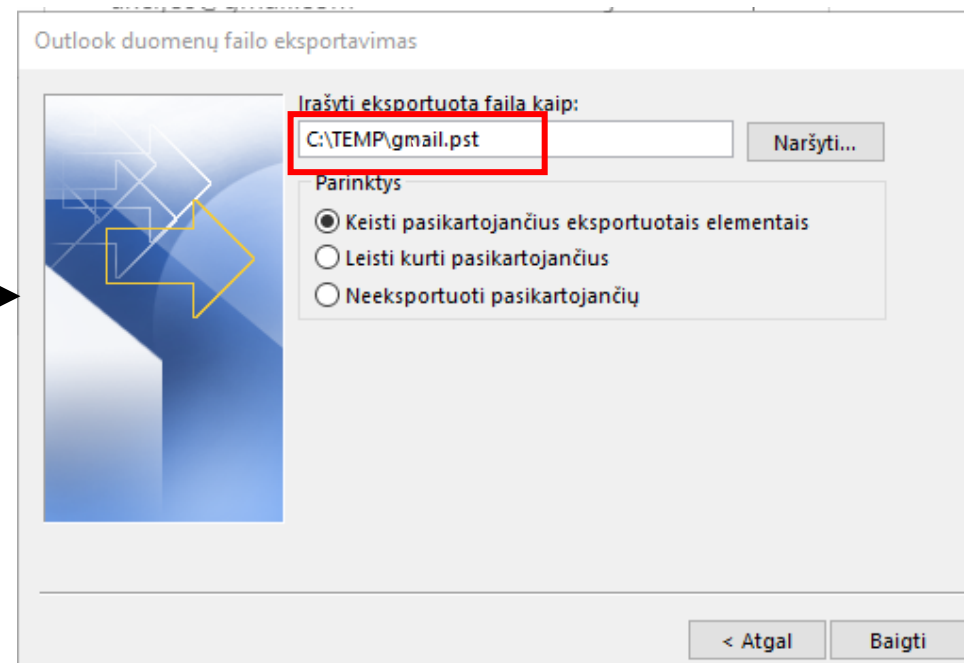 Outlook duomenų failo eksportavimas
Įrašyti eksportuotą failą kaip:
C:\TEMP\gmail.pst
Naršyti...
Parinktys
Keisti pasikartojančius eksportuotais elementais
Leisti kurti pasikartojančius
Neeksportuoti pasikartojančių
< Atgal
Baigti